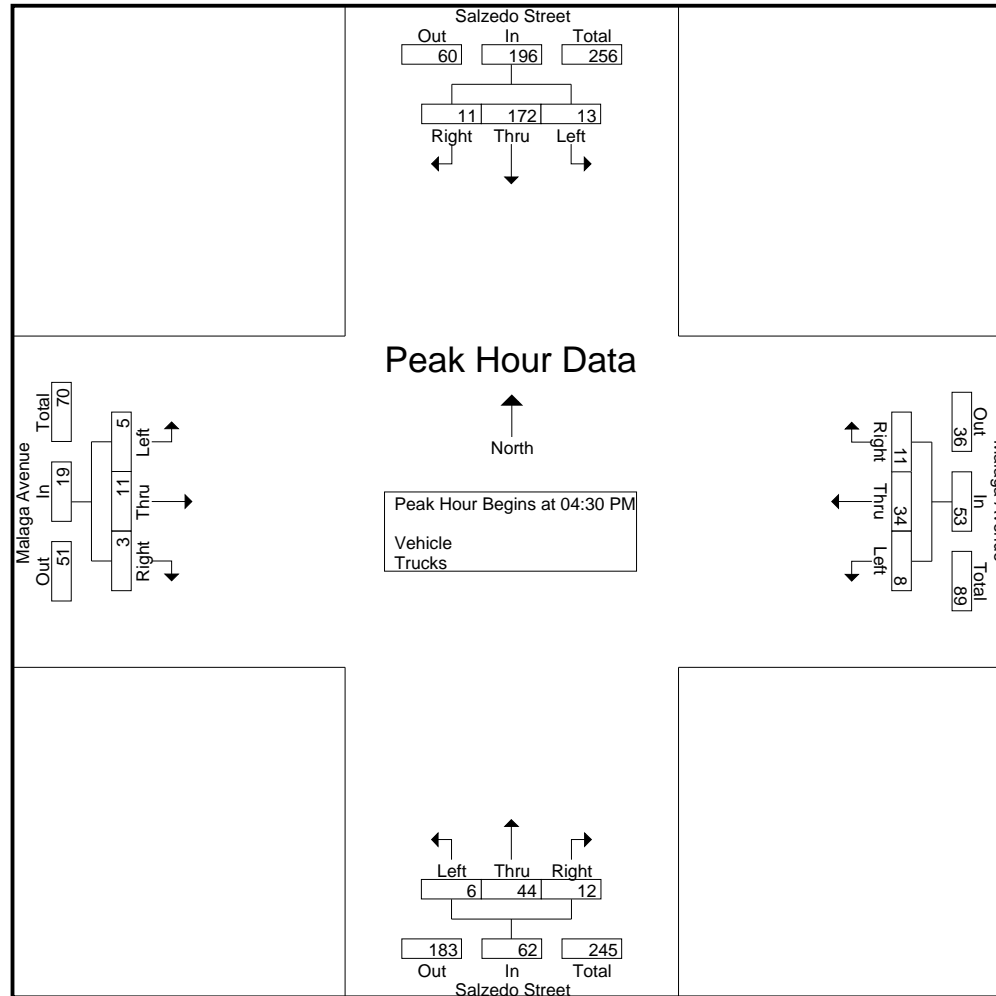 Salzedo Street
Out In Total
60 196 256
11 172 13
Right Thru Left
Peak Hour Data
North
Peak Hour Begins at 04:30 PM
Vehicle
Trucks
Malaga Avenue
Out In Total
51 19 70
3 11 5
Right Thru Left
Right Thru Left
11 34 8
36 53 89
Out In Total
Left Thru Right
6 44 12
183 62 245
Out In Total
Salzedo Street